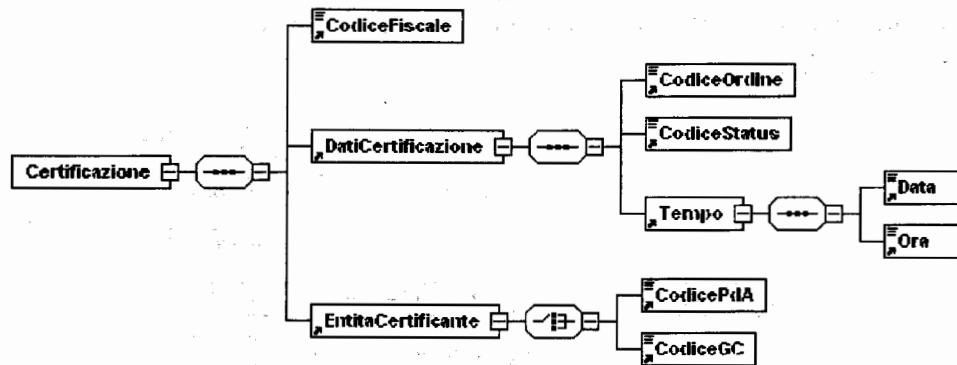 CodiceFiscale
CodiceOrdine
CodiceStatus
DatiCertificazione
Certificazione
Data
Tempo
Ora
CodicePdA
EntitaCertificante
CodiceGC